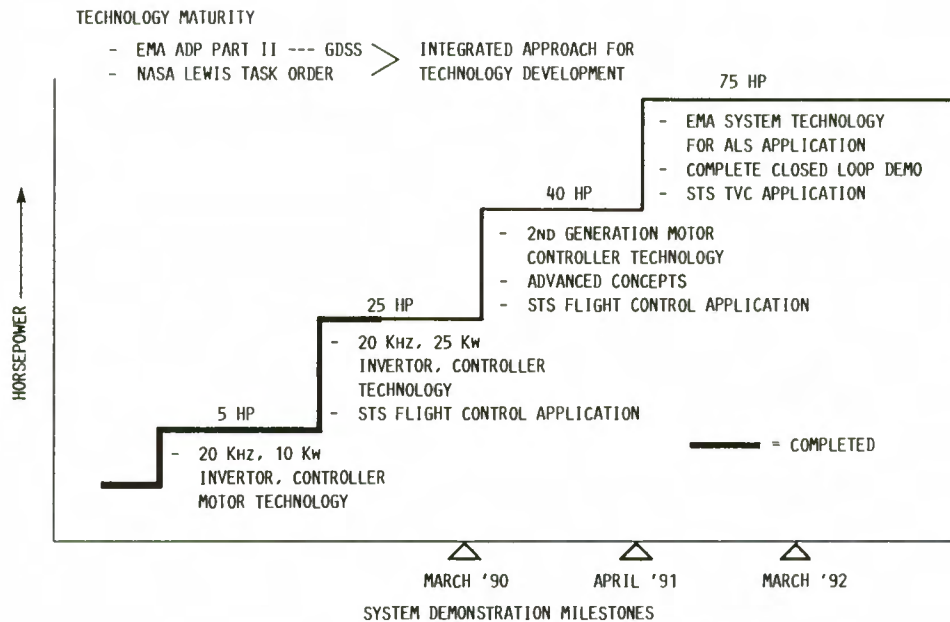 TECHNOLOGY MATURITY
- EMA ADP PART II --- GDSS
- NASA LEWIS TASK ORDER
INTEGRATED APPROACH FOR
TECHNOLOGY DEVELOPMENT
75 HP
- EMA SYSTEM TECHNOLOGY
FOR ALS APPLICATION
- COMPLETE CLOSED LOOP DEMO
- STS TVC APPLICATION
40 HP
- 2ND GENERATION MOTOR
CONTROLLER TECHNOLOGY
- ADVANCED CONCEPTS
- STS FLIGHT CONTROL APPLICATION
25 HP
- 20 KHZ, 25 KW
INVERTOR, CONTROLLER
TECHNOLOGY
- STS FLIGHT CONTROL APPLICATION
5 HP
- 20 KHZ, 10 KW
INVERTOR, CONTROLLER
MOTOR TECHNOLOGY
= COMPLETED
HORSEPOWER
MARCH '90
APRIL '91
MARCH '92
SYSTEM DEMONSTRATION MILESTONES